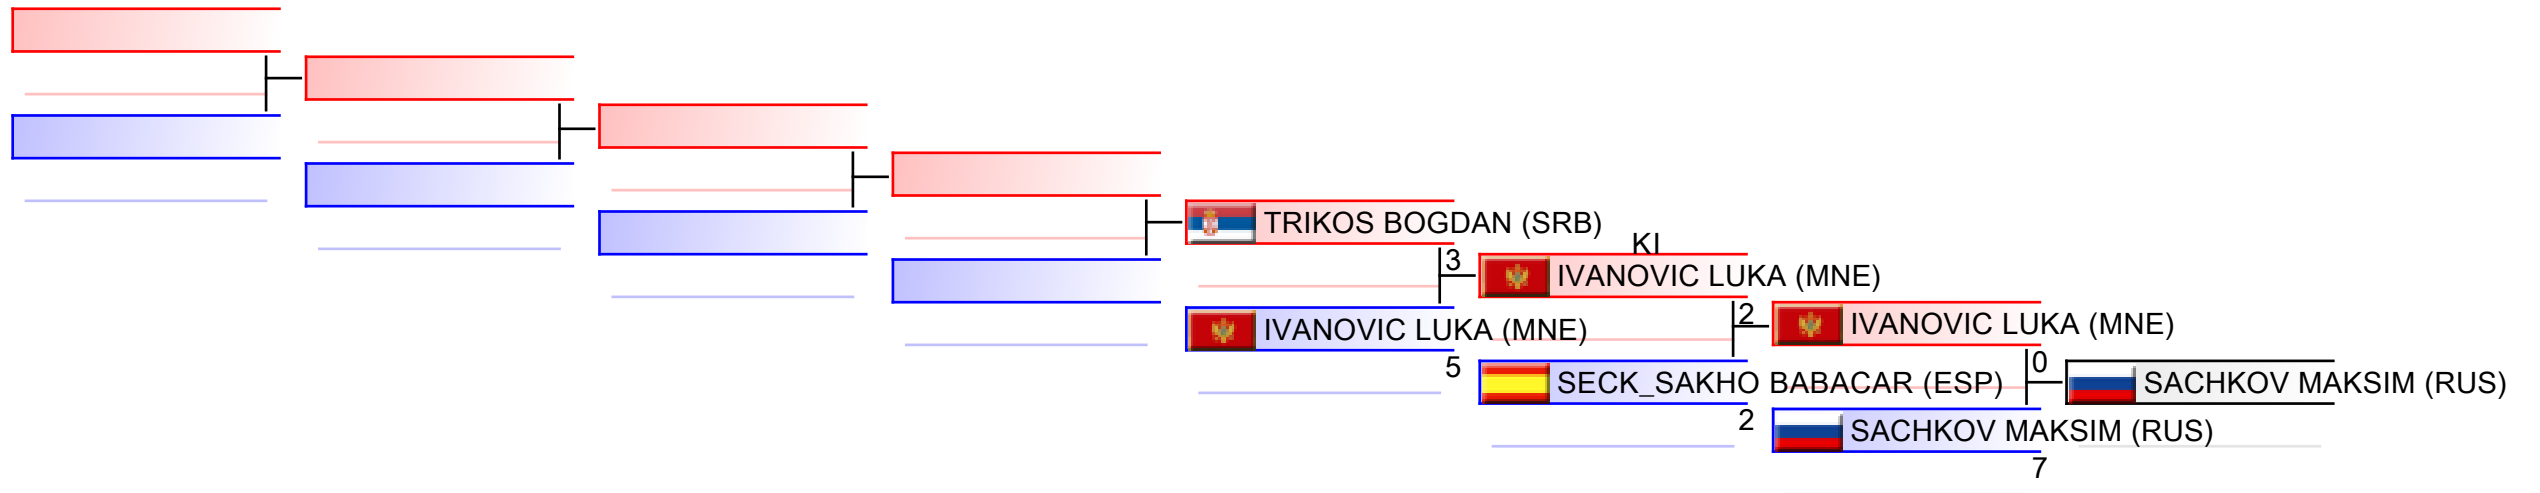 TRIKOS BOGDAN (SRB)
3
IVANOVIC LUKA (MNE)
5
KI
IVANOVIC LUKA (MNE)
2
SECK_SAKHO BABACAR (ESP)
2
IVANOVIC LUKA (MNE)
0
SACHKOV MAKSIM (RUS)
7
SACHKOV MAKSIM (RUS)